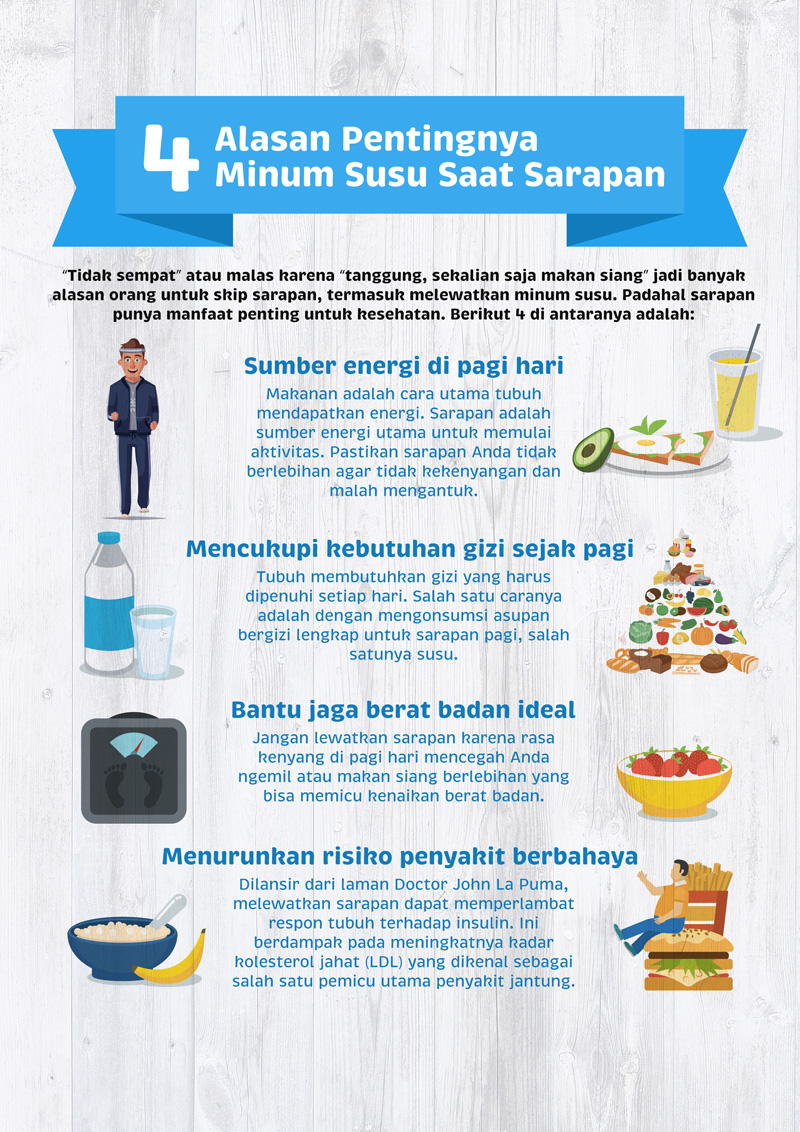 4
Alasan Pentingnya
Minum Susu Saat Sarapan
“Tidak sempat” atau malas karena “tanggung, sekalian saja makan siang” jadi banyak
alasan orang untuk skip sarapan, termasuk melewatkan minum susu. Padahal sarapan
punya manfaat penting untuk kesehatan. Berikut 4 di antaranya adalah:
Sumber energi di pagi hari
Makanan adalah cara utama tubuh
mendapatkan energi. Sarapan adalah
sumber energi utama untuk memulai
aktivitas. Pastikan sarapan Anda tidak
berlebihan agar tidak kekenyangan dan
malah mengantuk.
Mencukupi kebutuhan gizi sejak pagi
Tubuh membutuhkan gizi yang harus
dipenuhi setiap hari. Salah satu caranya
adalah dengan mengonsumsi asupan
bergizi lengkap untuk sarapan pagi, salah
satunya susu.
Bantu jaga berat badan ideal
Jangan lewatkan sarapan karena rasa
kenyang di pagi hari mencegah Anda
ngemil atau makan siang berlebihan yang
bisa memicu kenaikan berat badan.
Menurunkan risiko penyakit berbahaya
Dilansir dari laman Doctor John La Puma,
melewatkan sarapan dapat memperlambat
respon tubuh terhadap insulin. Ini
berdampak pada meningkatnya kadar
kolesterol jahat (LDL) yang dikenal sebagai
salah satu pemicu utama penyakit jantung.